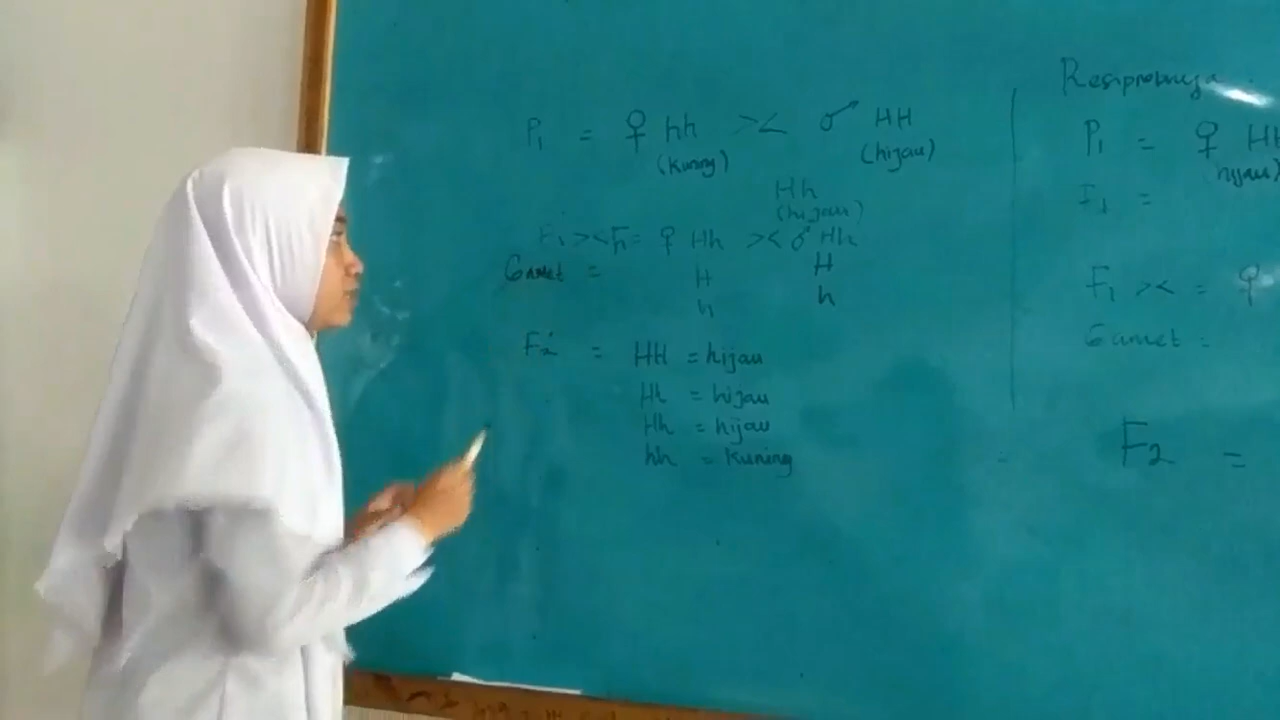 P1 = ♀ hh >< ♂ HH
(kuning) (hijau)
Hh
(hijau)
F1 >< F1 = ♀ Hh >< ♂ Hh
Gamet = H H
h h
F2 = HH = hijau
Hh = hijau
Hh = hijau
hh = kuning
Resiproknya
P1 = ♀ HH
(hijau)
F1 =
F1 >< = ♀
Gamet =
F2 =